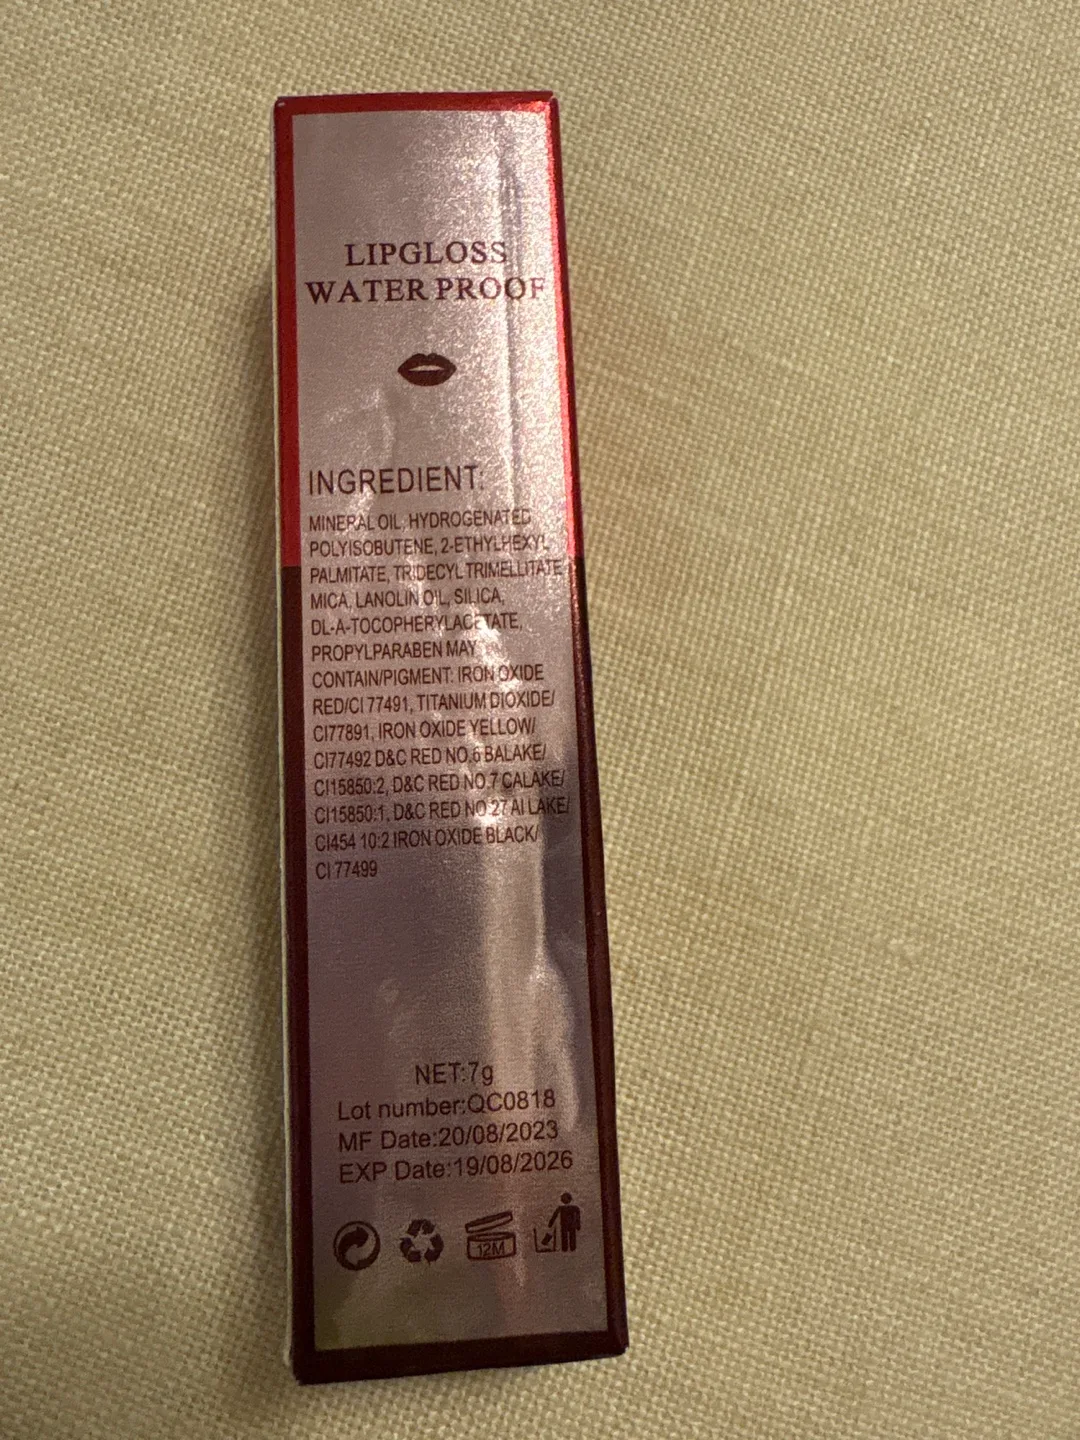 LIPGLOSS
WATER PROOF
INGREDIENT:
MINERAL OIL, HYDROGENATED
POLYISOBUTENE, 2-ETHYLHEXYL
PALMITATE, TRIDECYL TRIMELLITATE
MICA, LANOLIN OIL, SILICA,
DL-A-TOCOPHERYLACETATE,
PROPYLPARABEN MAY
CONTAIN/PIGMENT: IRON OXIDE
RED/CI 77491, TITANIUM DIOXIDE/
CI77891, IRON OXIDE YELLOW/
CI77492 D&C RED NO.6 BALAKE/
CI15850:2, D&C RED NO.7 CALAKE/
CI15850:1, D&C RED NO.27 AI LAKE/
CI454 10:2 IRON OXIDE BLACK/
CI 77499
NET:7g
Lot number:QC0818
MF Date:20/08/2023
EXP Date:19/08/2026
12M